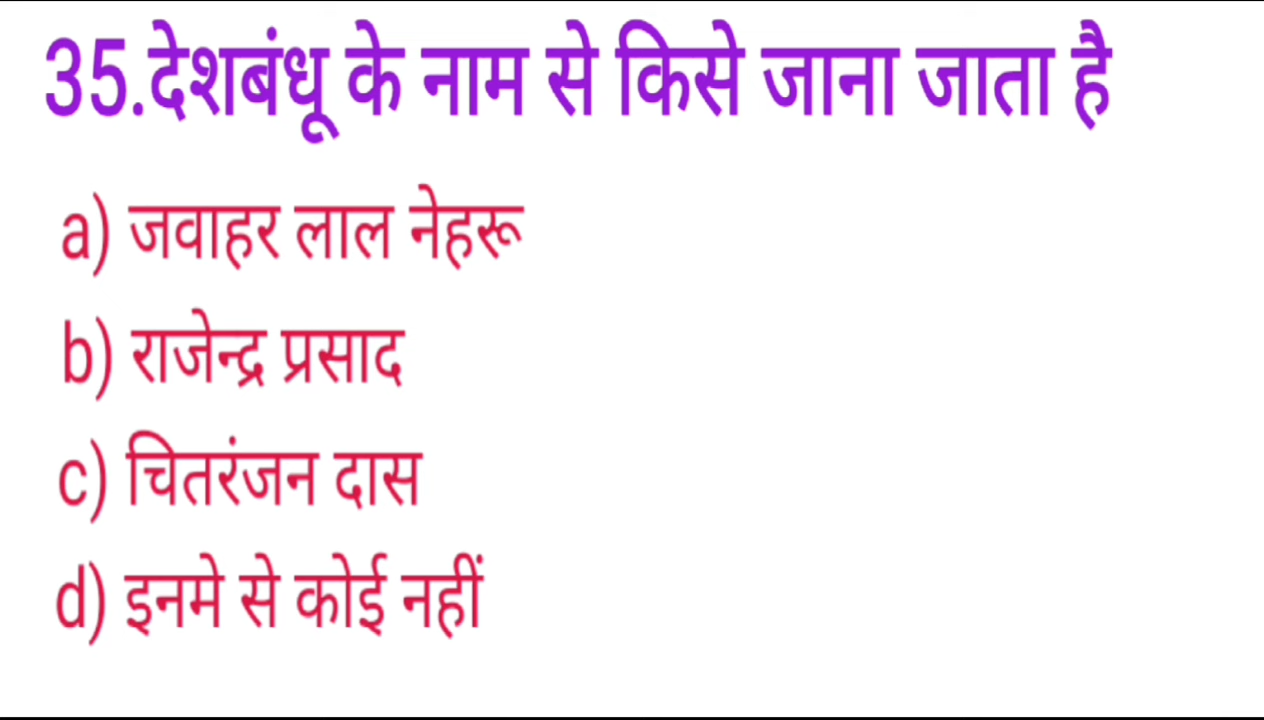 35.देशबंधू के नाम से किसे जाना जाता है
a) जवाहर लाल नेहरू
b) राजेन्द्र प्रसाद
c) चितरंजन दास
d) इनमे से कोई नहीं